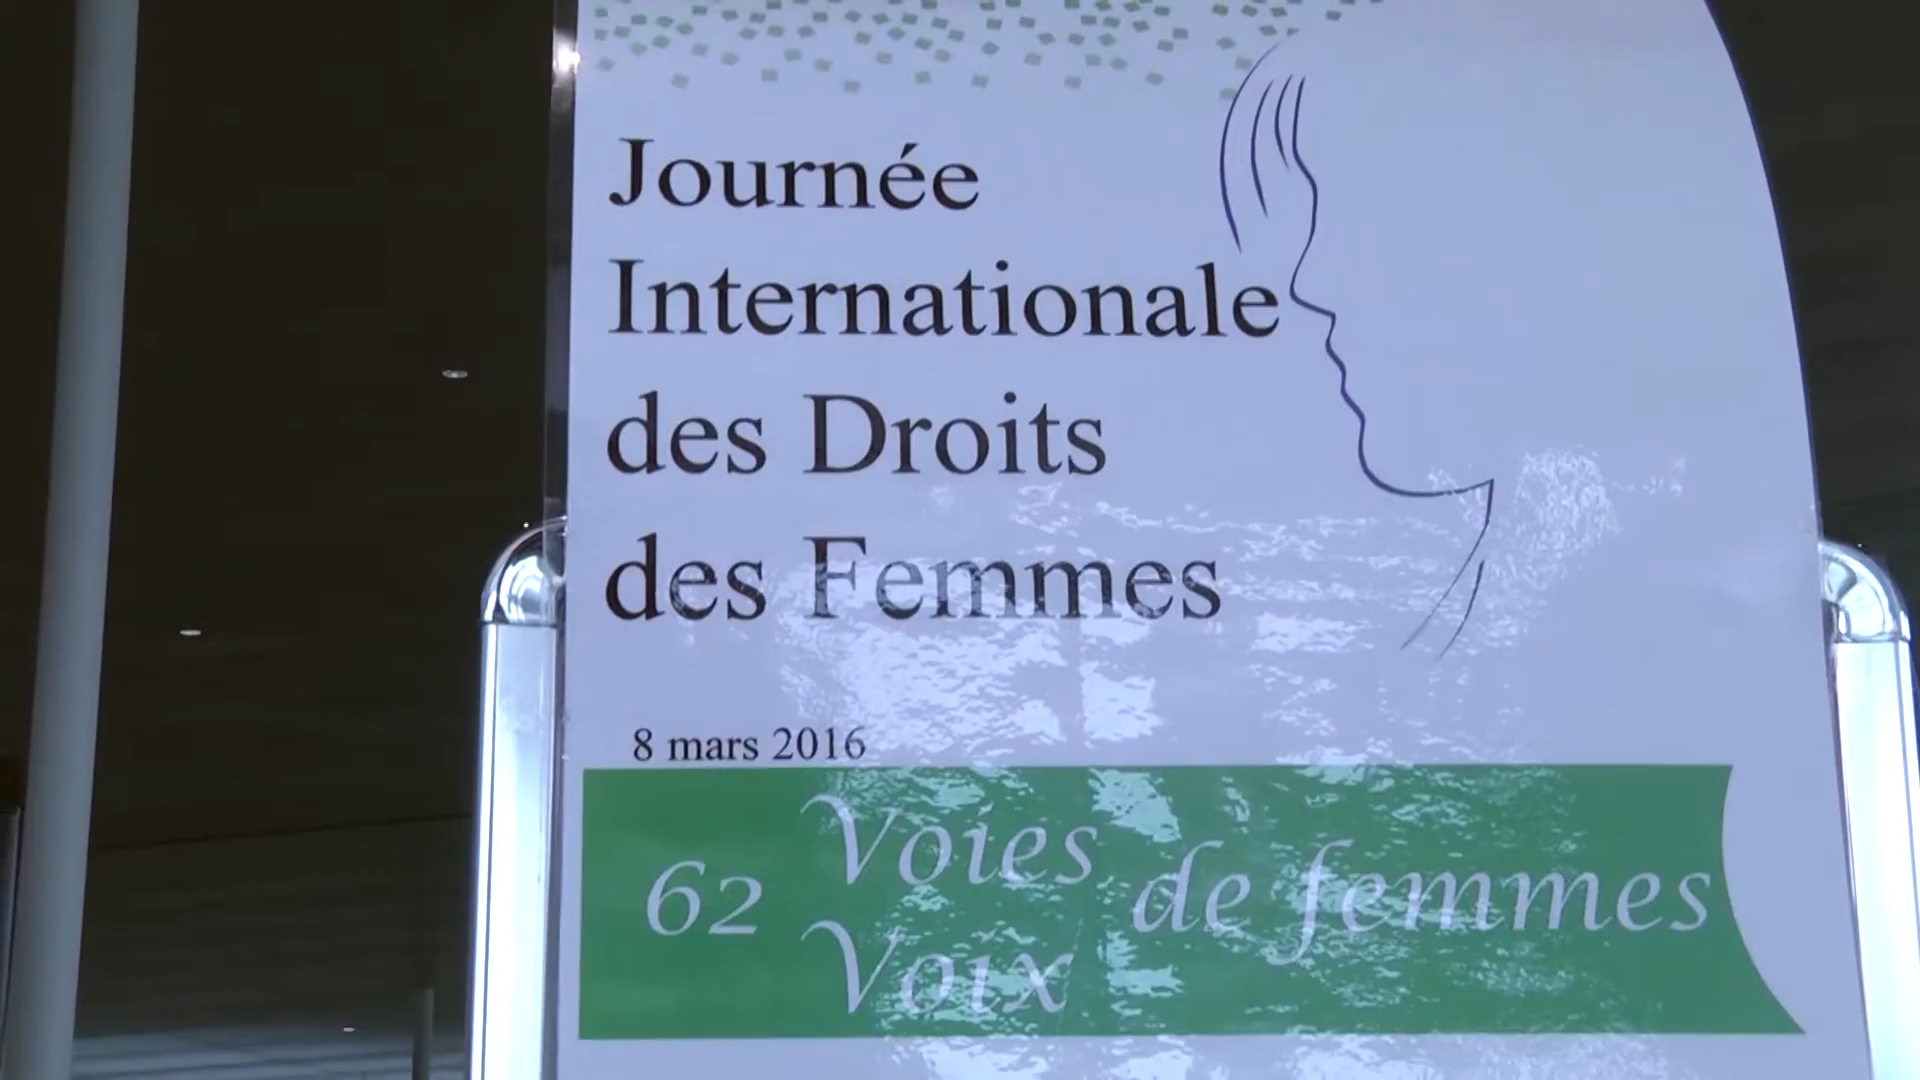 Journée
Internationale
des Droits
des Femmes
8 mars 2016
62 Voies de femmes
Voix